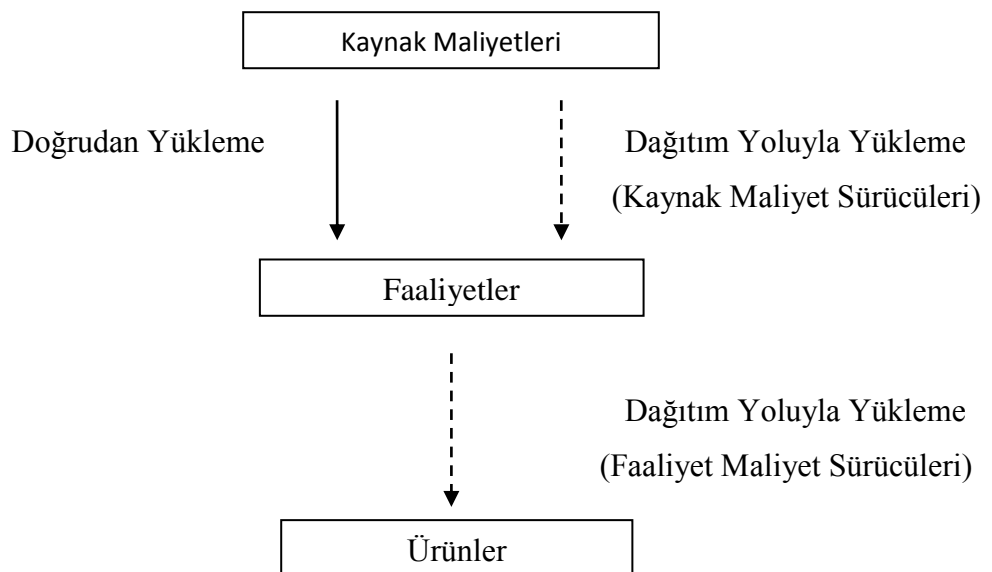 Kaynak Maliyetleri
Doğrudan Yükleme
Dağıtım Yoluyla Yükleme
(Kaynak Maliyet Sürücüleri)
Faaliyetler
Dağıtım Yoluyla Yükleme
(Faaliyet Maliyet Sürücüleri)
Ürünler